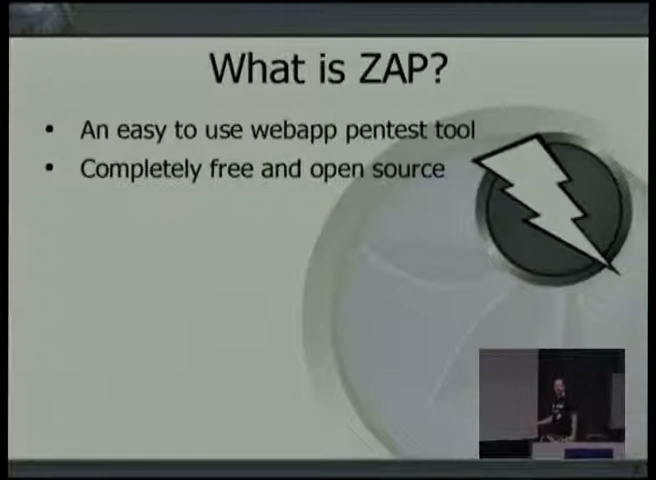 What is ZAP?
• An easy to use webapp pentest tool
• Completely free and open source